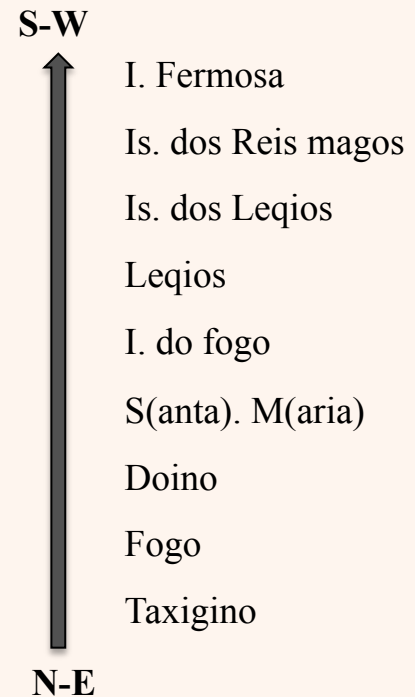 S-W
I. Fermosa
Is. dos Reis magos
Is. dos Leqios
Leqios
I. do fogo
S(anta). M(aria)
Doino
Fogo
Taxigino
N-E